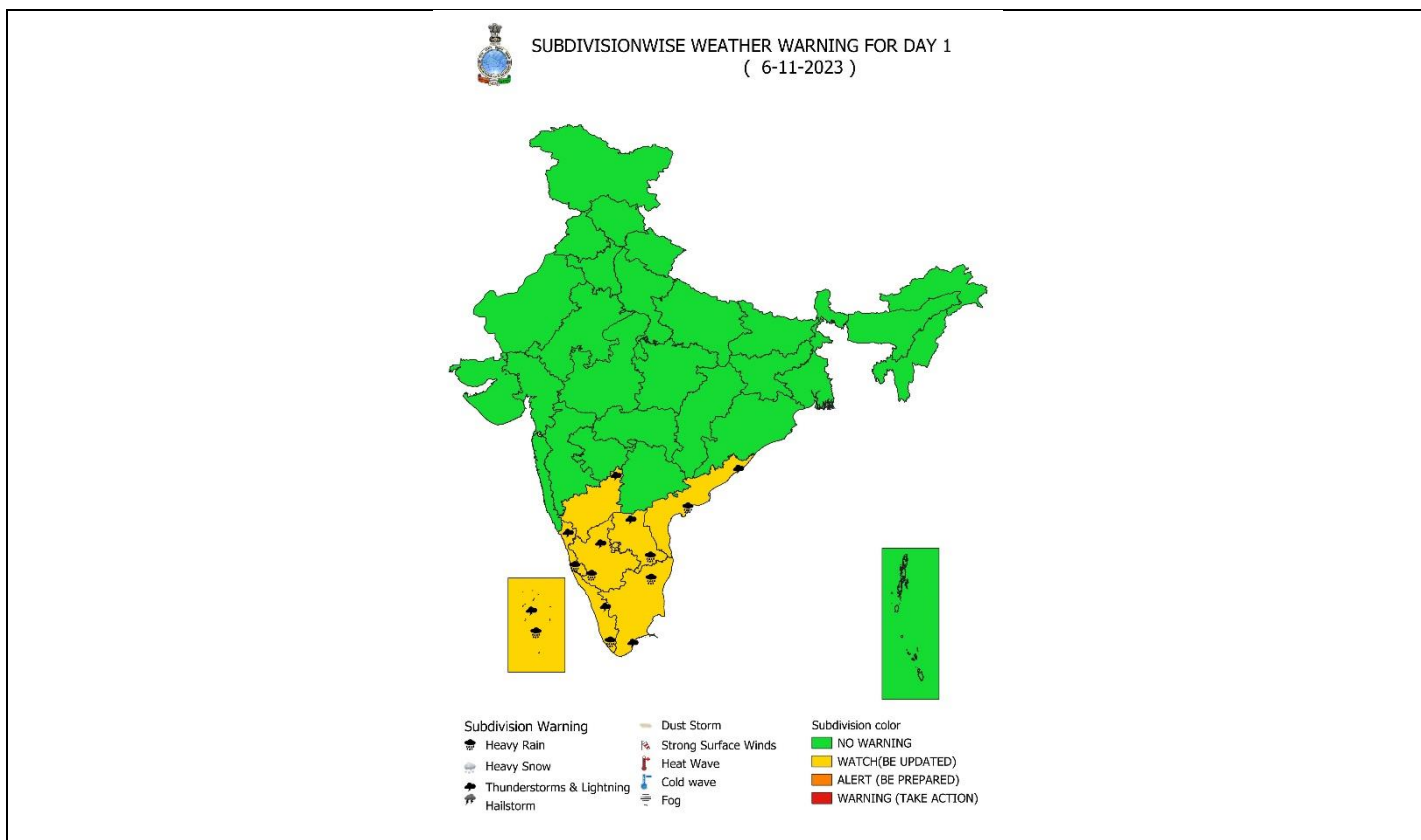 SUBDIVISIONWISE WEATHER WARNING FOR DAY 1
( 6-11-2023 )
Subdivision Warning
Heavy Rain
Heavy Snow
Thunderstorms & Lightning
Hailstorm
Dust Storm
Strong Surface Winds
Heat Wave
Cold wave
Fog
Subdivision color
NO WARNING
WATCH(BE UPDATED)
ALERT (BE PREPARED)
WARNING (TAKE ACTION)